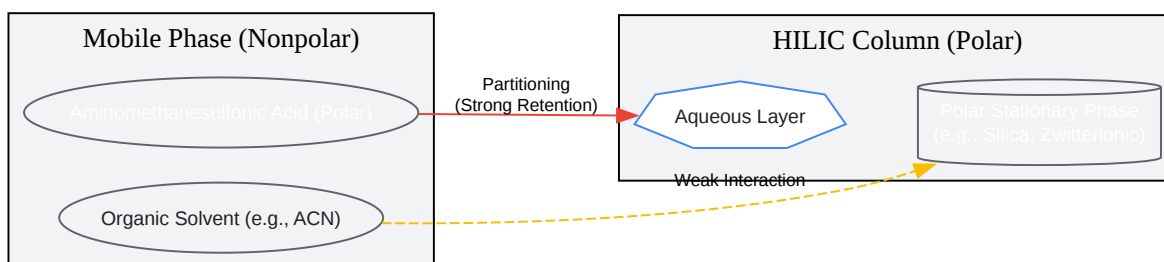 Mobile Phase (Nonpolar)
Aminomethanesulfonic Acid (Polar)
Organic Solvent (e.g., ACN)
Partitioning
(Strong Retention)
Weak Interaction
HILIC Column (Polar)
Aqueous Layer
Polar Stationary Phase
(e.g., Silica, Zwitterionic)